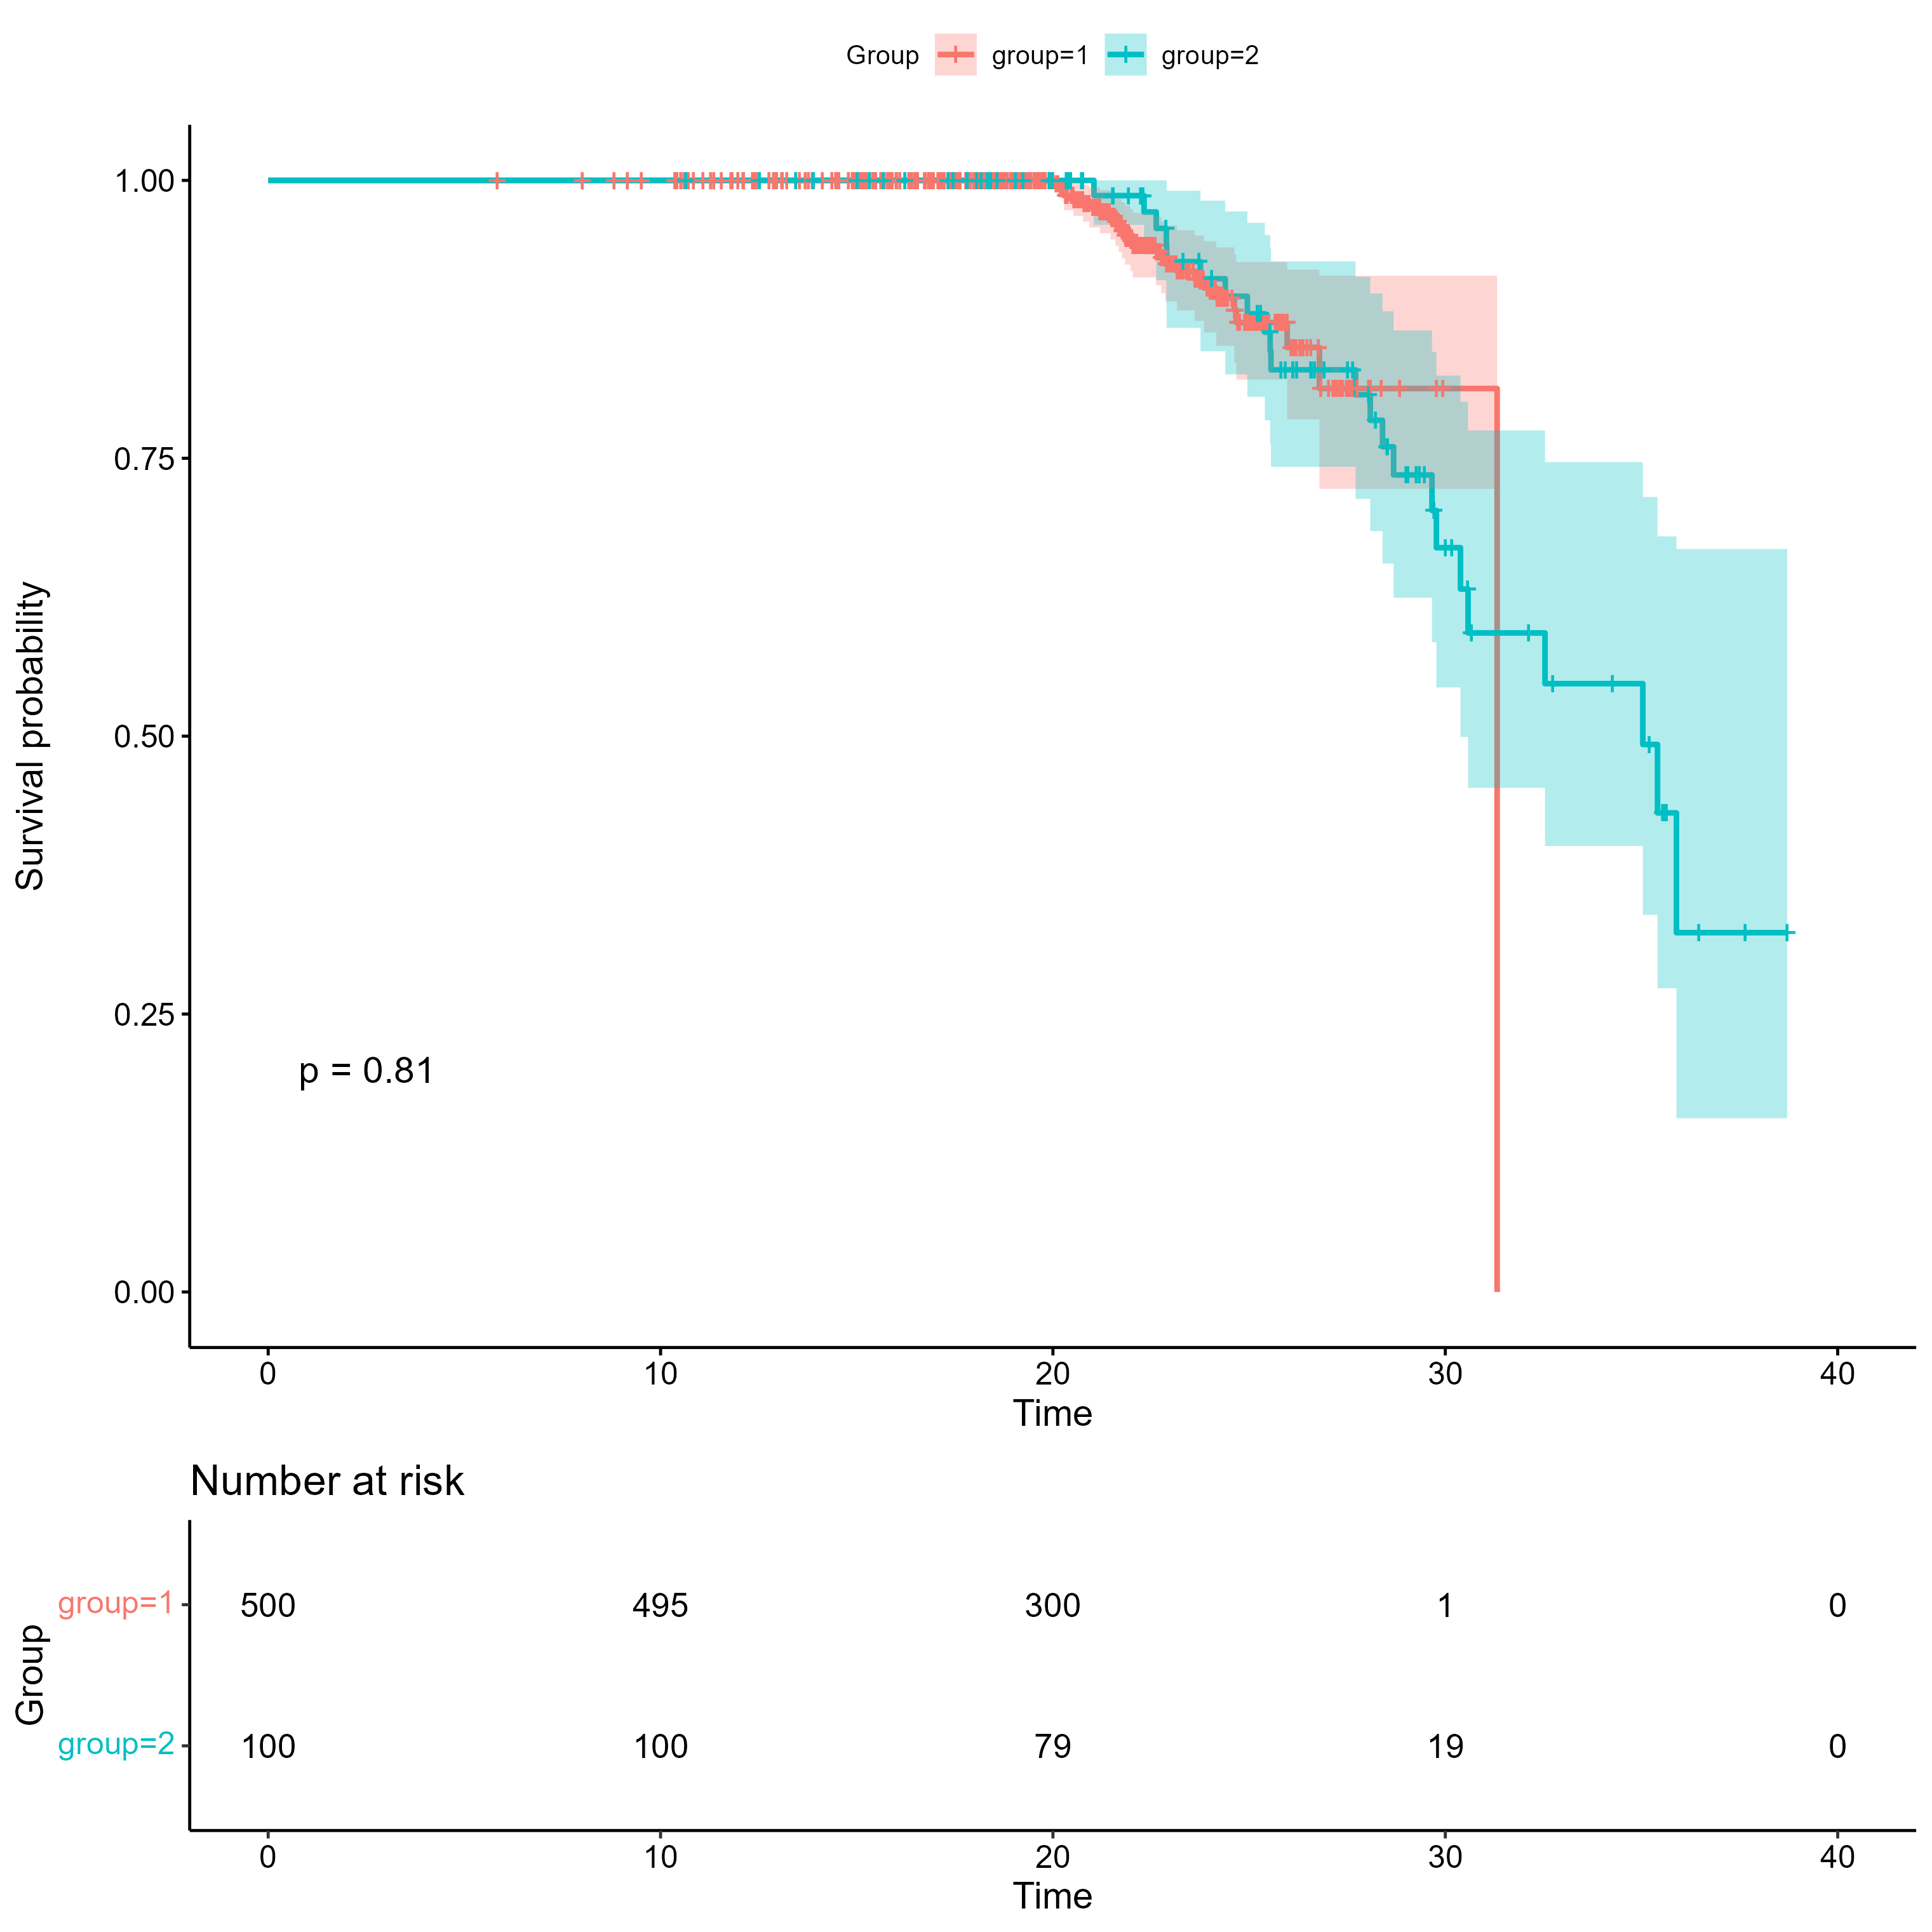 Group group=1 group=2
1.00
0.75
0.50
0.25
0.00
Survival probability
p = 0.81
0 10 20 30 40
Time
Number at risk
group=1 500 495 300 1 0
group=2 100 100 79 19 0
Group
0 10 20 30 40
Time